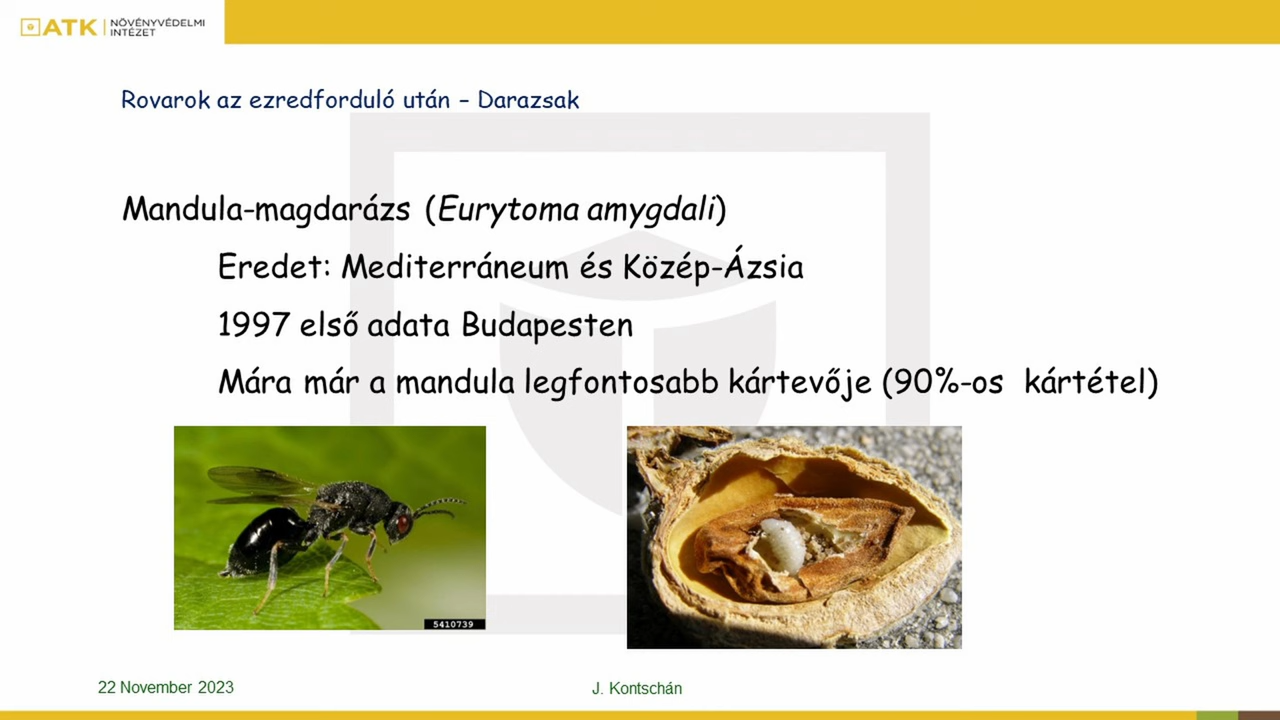 ATK NÖVÉNYVÉDELMI
INTÉZET
Rovarok az ezredforduló után – Darazsak
Mandula-magdarázs (Eurytoma amygdali)
Eredet: Mediterráneum és Közép-Ázsia
1997 első adata Budapesten
Mára már a mandula legfontosabb kártevője (90%-os kártétel)
5410739
22 November 2023
J. Kontschán